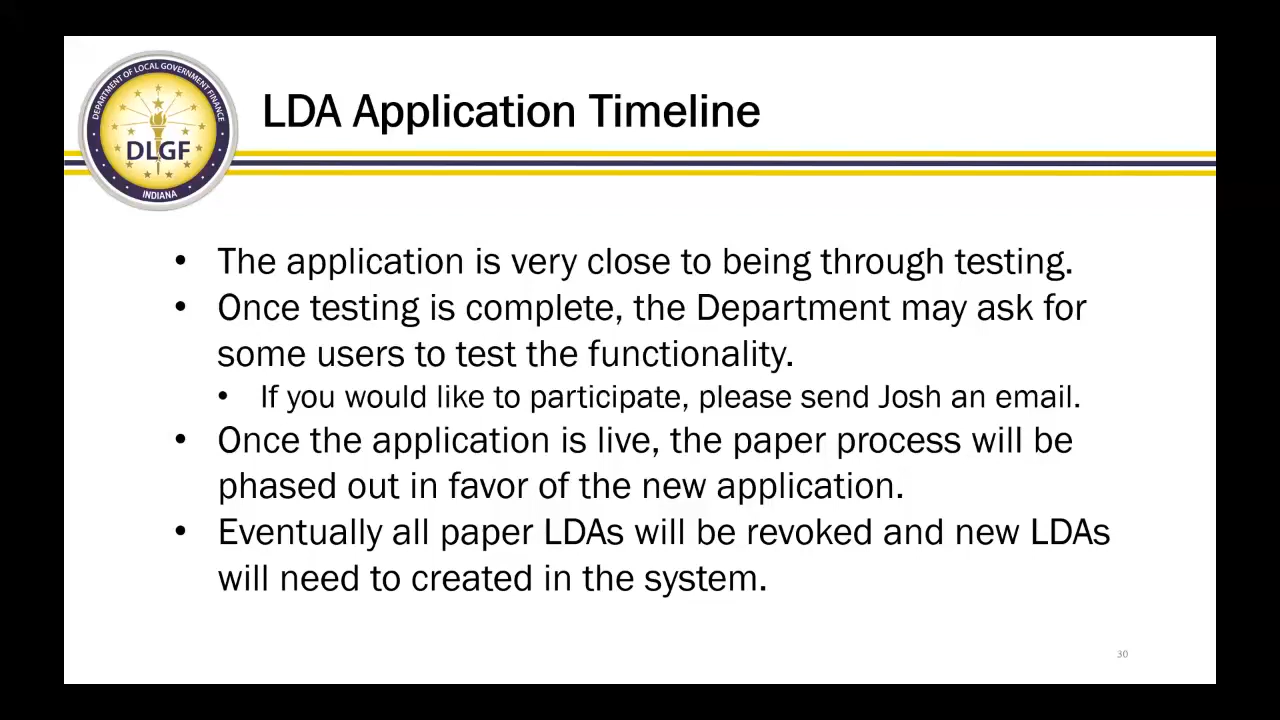 DEPARTMENT OF LOCAL GOVERNMENT FINANCE
DLGF
INDIANA
LDA Application Timeline
• The application is very close to being through testing.
• Once testing is complete, the Department may ask for
some users to test the functionality.
• If you would like to participate, please send Josh an email.
• Once the application is live, the paper process will be
phased out in favor of the new application.
• Eventually all paper LDAs will be revoked and new LDAs
will need to created in the system.
30